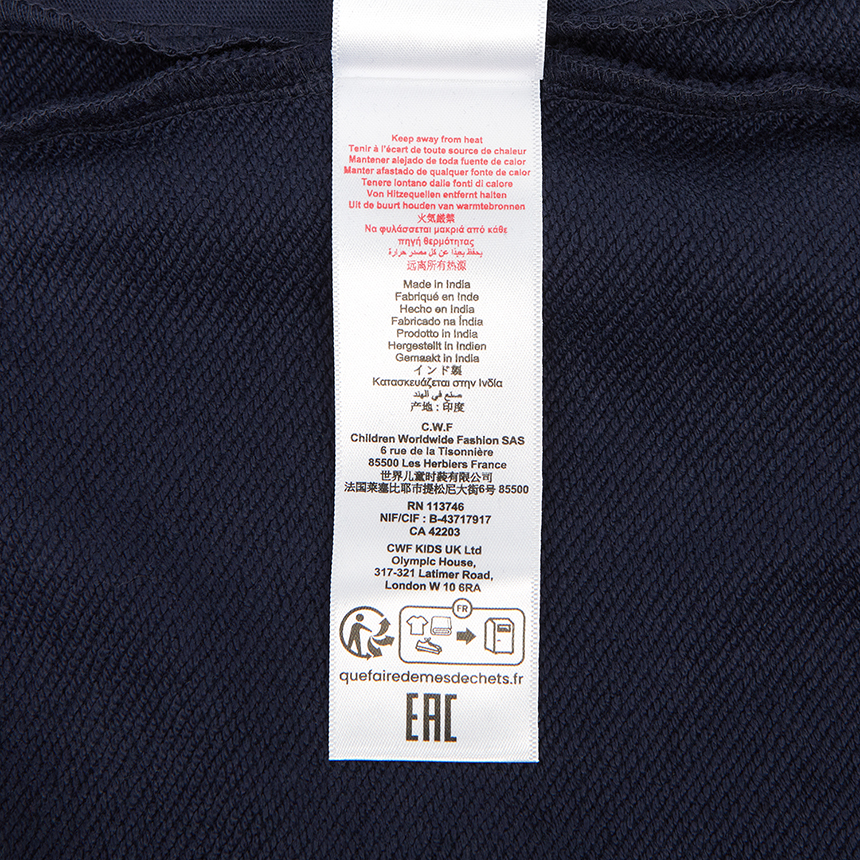 Keep away from heat
Tenir à l'écart de toute source de chaleur
Mantener alejado de toda fuente de calor
Manter afastado de qualquer fonte de calor
Tenere lontano dalle fonti di calore
Von Hitzequellen entfernt halten
Uit de buurt houden van warmtebronnen
火気厳禁
Να φυλάσσεται μακριά από κάθε
πηγή θερμότητας
يحفظ بعيدا عن كل مصدر حرارة
远离所有热源
Made in India
Fabriqué en Inde
Hecho en India
Fabricado na Índia
Prodotto in India
Hergestellt in Indien
Gemaakt in India
インド製
Κατασκευάζεται στην Ινδία
صنع في الهند
产地 : 印度
C.W.F
Children Worldwide Fashion SAS
6 rue de la Tisonnière
85500 Les Herbiers France
世界儿童时装有限公司
法国莱塞比耶市提松尼大街6号 85500
RN 113746
NIF/CIF : B-43717917
CA 42203
CWF KIDS UK Ltd
Olympic House,
317-321 Latimer Road,
London W 10 6RA
FR
quefairedemesdechets.fr
EAC